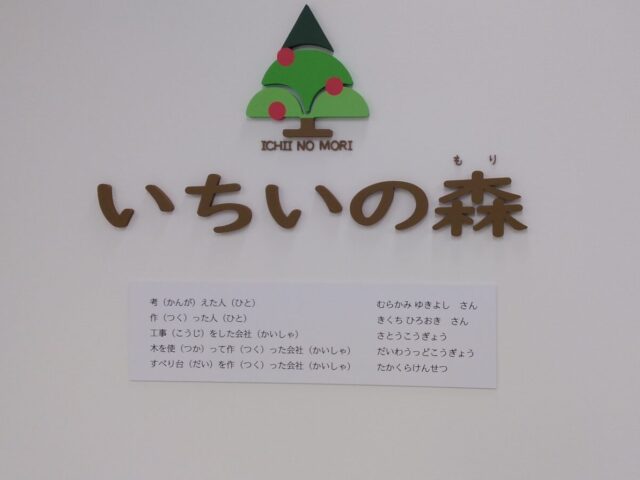 ICHII NO MORI
もり
いちいの森
考（かんが）えた人（ひと）　むらかみ ゆきよし　さん
作（つく）った人（ひと）　きくち ひろおき　さん
工事（こうじ）をした会社（かいしゃ）　さとうこうぎょう
木を使（つか）って作（つく）った会社（かいしゃ）　だいわうっどこうぎょう
すべり台（だい）を作（つく）った会社（かいしゃ）　たかくらけんせつ